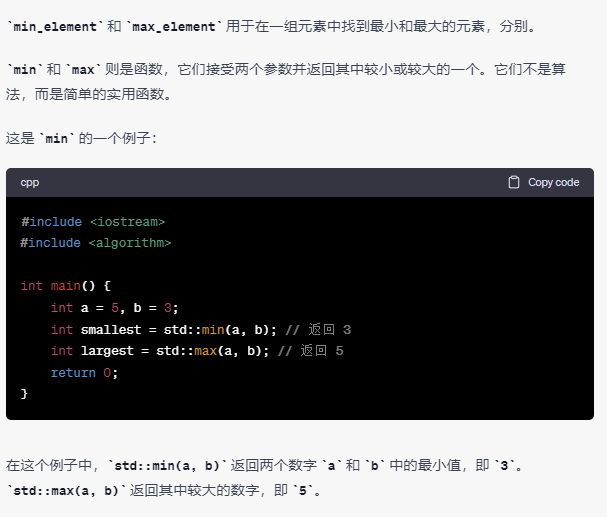 `min_element` 和 `max_element` 用于在一组元素中找到最小和最大的元素，分别。
`min` 和 `max` 则是函数，它们接受两个参数并返回其中较小或较大的一个。它们不是算
法，而是简单的实用函数。
这是 `min` 的一个例子：
cpp Copy code
#include <iostream>
#include <algorithm>
int main() {
    int a = 5, b = 3;
    int smallest = std::min(a, b); // 返回 3
    int largest = std::max(a, b); // 返回 5
    return 0;
}
在这个例子中，`std::min(a, b)` 返回两个数字 `a` 和 `b` 中的最小值，即 `3`。
`std::max(a, b)` 返回其中较大的数字，即 `5`。